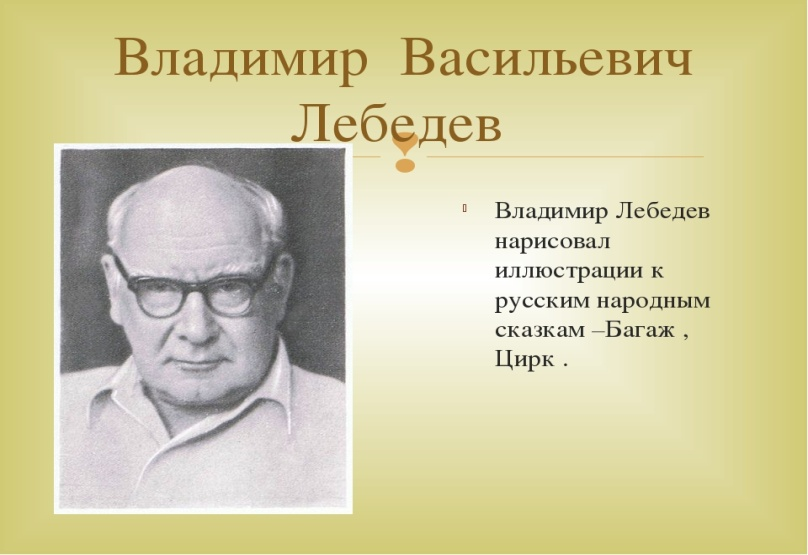 Владимир Васильевич
Лебедев
Владимир Лебедев
нарисовал
иллюстрации к
русским народным
сказкам –Багаж ,
Цирк .